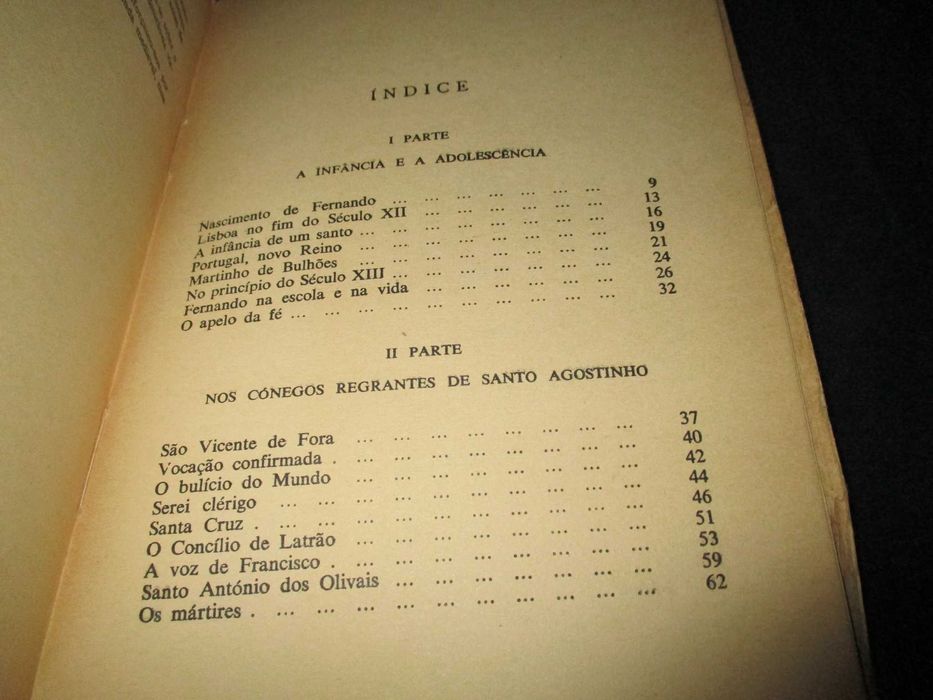 ÍNDICE
I PARTE
A INFÂNCIA E A ADOLESCÊNCIA
Nascimento de Fernando ... ... ... ... ... ... ... 9
Lisboa no fim do Século XII ... ... ... ... ... ... 13
A infância de um santo ... ... ... ... ... ... ... ... 16
Portugal, novo Reino ... ... ... ... ... ... ... ... 19
Martinho de Bulhões ... ... ... ... ... ... ... ... 21
No princípio do Século XIII ... ... ... ... ... ... ... 24
Fernando na escola e na vida ... ... ... ... ... ... 26
O apelo da fé ... ... ... ... ... ... ... ... ... ... 32
II PARTE
NOS CÓNEGOS REGRANTES DE SANTO AGOSTINHO
São Vicente de Fora ... ... ... ... ... ... ... ... 37
Vocação confirmada . ... ... ... ... ... ... ... ... 40
O bulício do Mundo ... ... ... ... ... ... ... ... 42
Serei clérigo ... ... ... ... ... ... ... ... ... ... 44
Santa Cruz . ... ... ... ... ... ... ... ... ... ... 46
O Concílio de Latrão ... ... ... ... ... ... ... ... 51
A voz de Francisco . ... ... ... ... ... ... ... ... 53
Santo António dos Olivais ... ... ... ... ... ... ... 59
Os mártires . ... ... ... ... ... ... ... ... ... ... 62